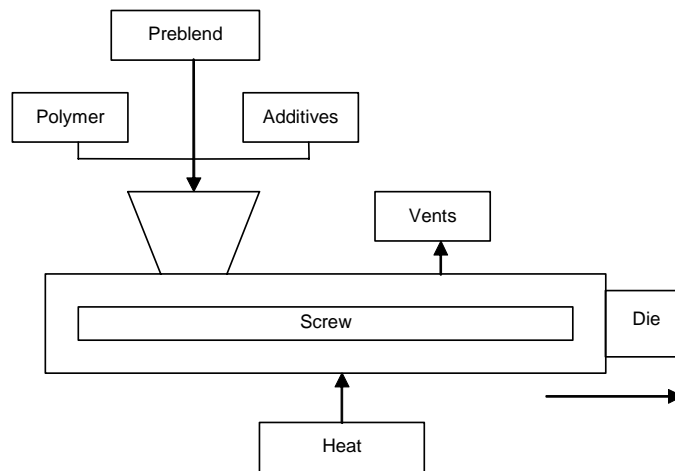 Preblend
Polymer
Additives
Vents
Screw
Die
Heat